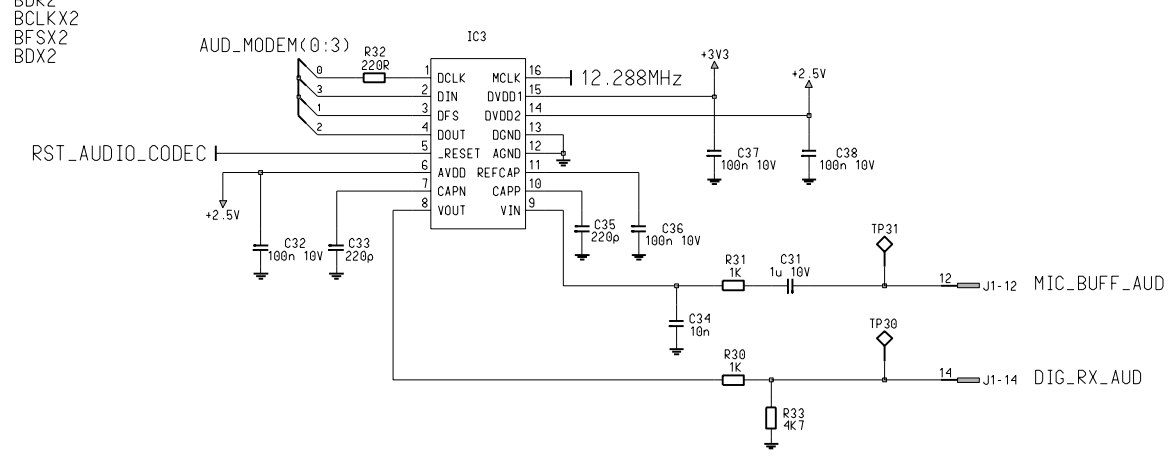 BCLKX2
BFSX2
BDX2
IC3
AUD_MODEM(0:3)
R32
220R
0
3
1
2
1 DCLK MCLK 16
2 DIN DVDD1 15
3 DFS DVDD2 14
4 DOUT DGND 13
5 _RESET AGND 12
6 AVDD REFCAP 11
7 CAPN CAPP 10
8 VOUT VIN 9
12.288MHz
+3V3
+2.5V
C37
100n 10V
C38
100n 10V
RST_AUDIO_CODEC
+2.5V
C32
100n 10V
C33
220p
C35
220p
C36
100n 10V
TP31
R31
1K
C31
1u 10V
12
J1-12
MIC_BUFF_AUD
C34
10n
TP30
R30
1K
14
J1-14
DIG_RX_AUD
R33
4K7